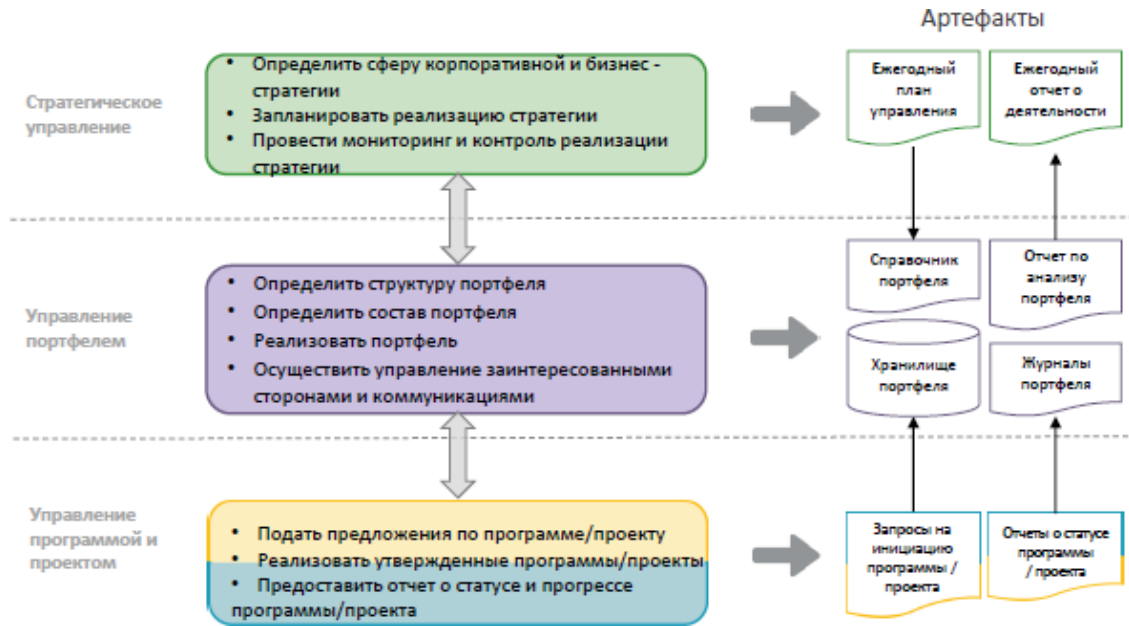 Артефакты
Стратегическое
управление
• Определить сферу корпоративной и бизнес -
стратегии
• Запланировать реализацию стратегии
• Провести мониторинг и контроль реализации
стратегии
Ежегодный
план
управления
Ежегодный
отчет о
деятельности
Управление
портфелем
• Определить структуру портфеля
• Определить состав портфеля
• Реализовать портфель
• Осуществить управление заинтересованными
сторонами и коммуникациями
Справочник
портфеля
Отчет по
анализу
портфеля
Хранилище
портфеля
Журналы
портфеля
Управление
программой и
проектом
• Подать предложения по программе/проекту
• Реализовать утвержденные программы/проекты
• Предоставить отчет о статусе и прогрессе
программы/проекта
Запросы на
инициацию
программы /
проекта
Отчеты о статусе
программы
/ проекта